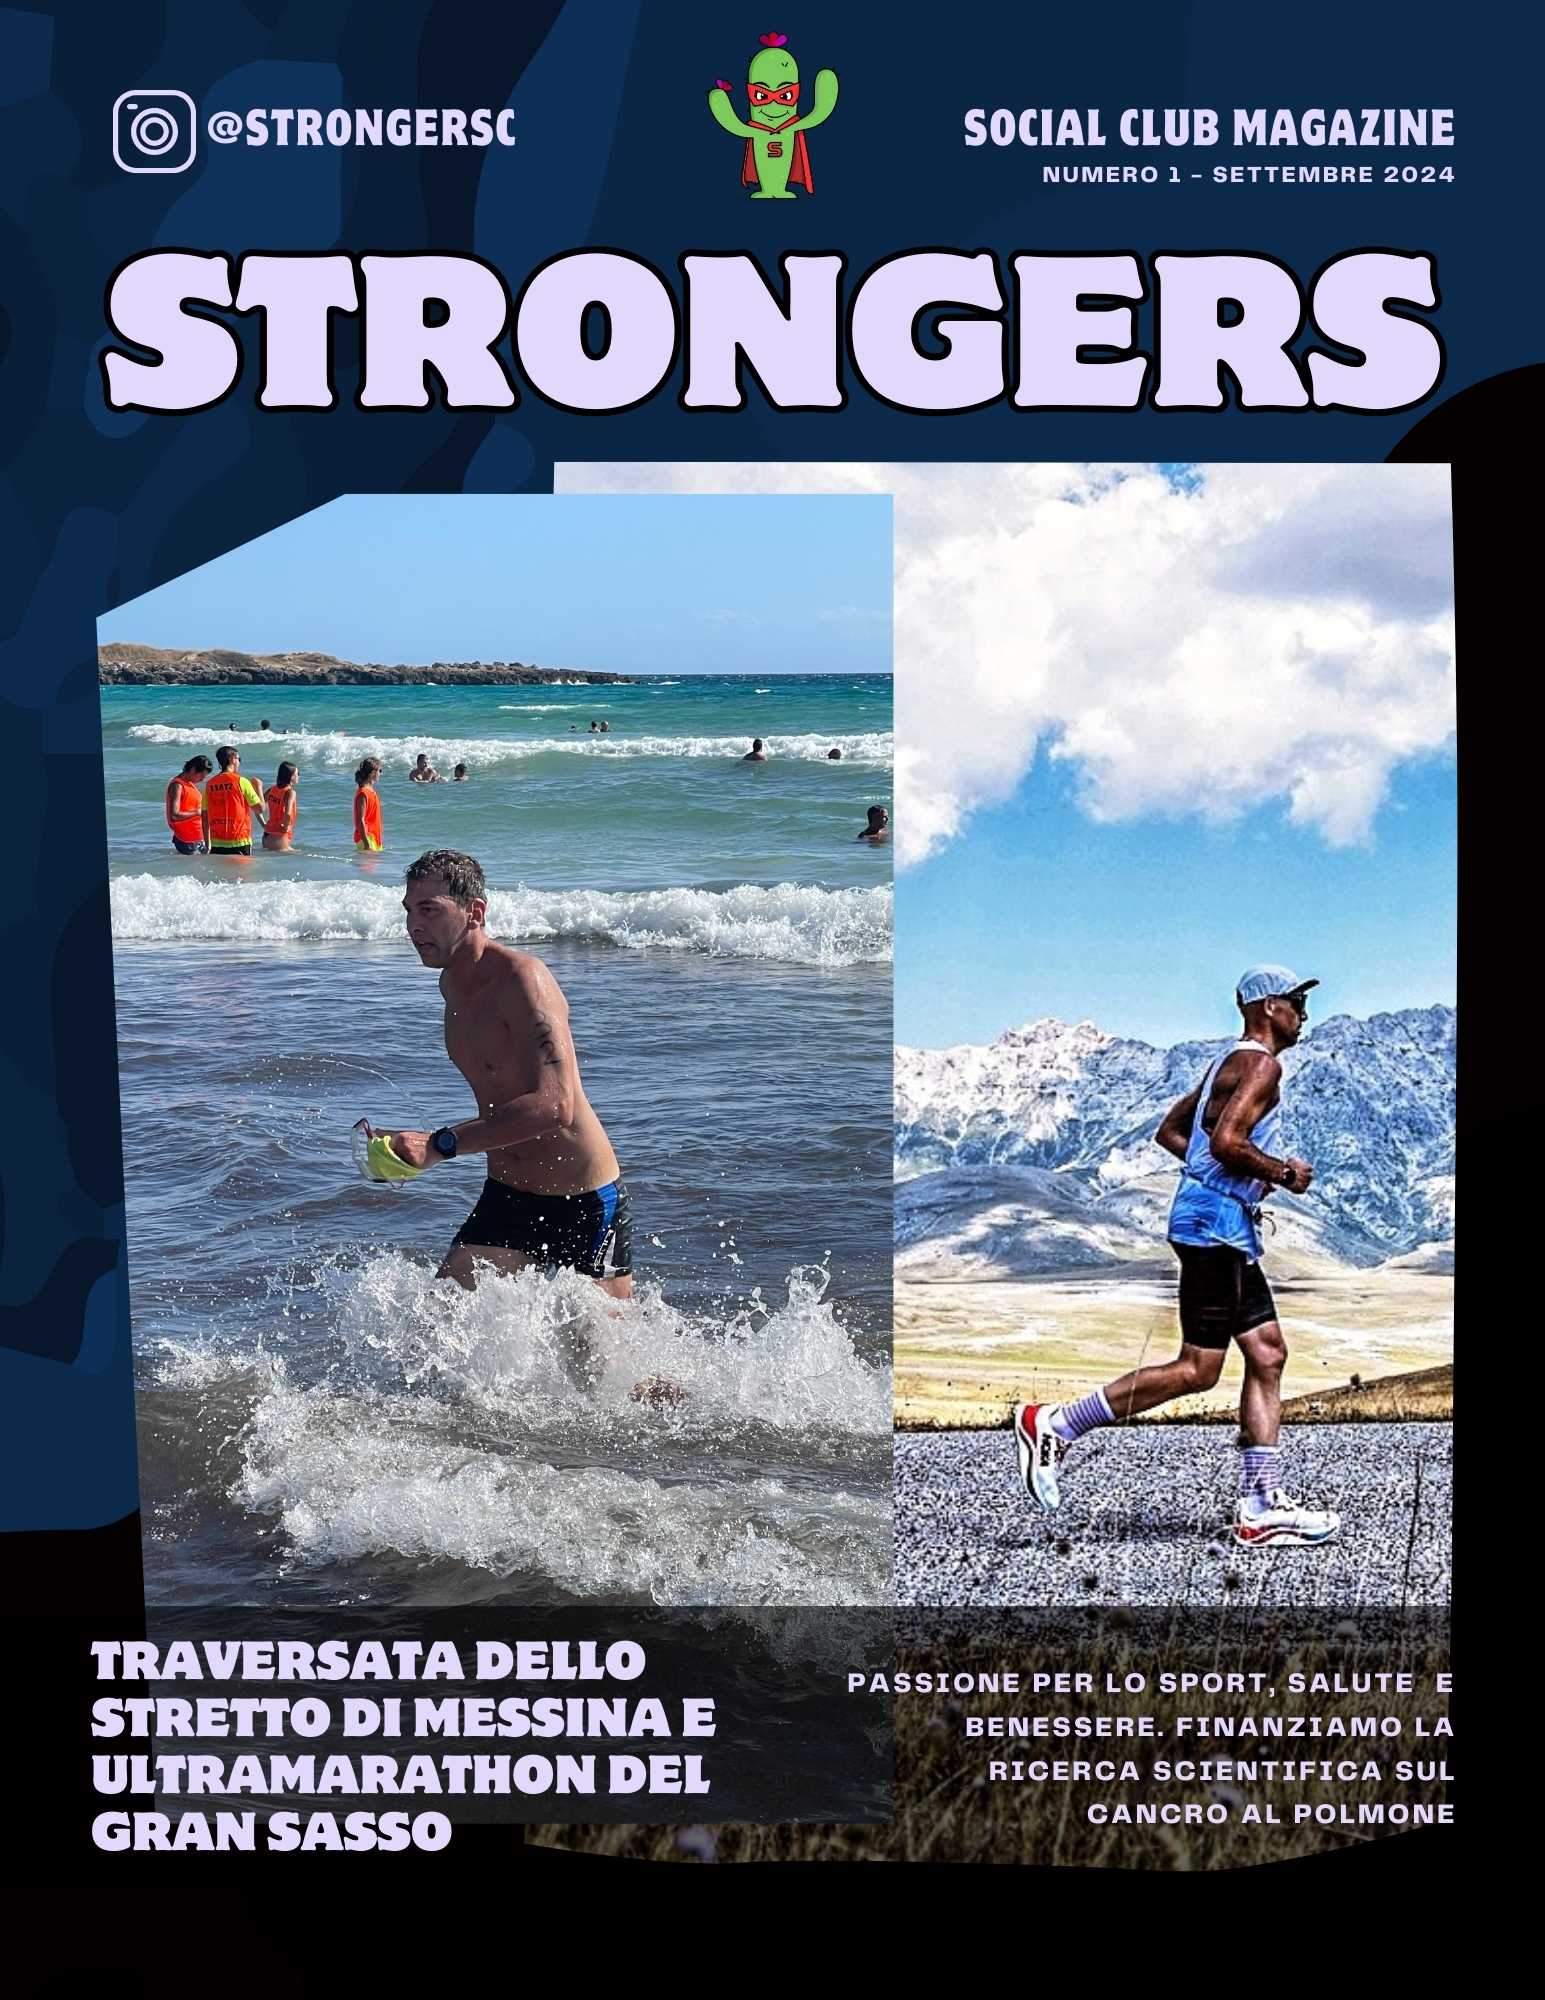 @STRONGERSC
SOCIAL CLUB MAGAZINE
NUMERO 1 - SETTEMBRE 2024
S
STRONGERS
TRAVERSATA DELLO
STRETTO DI MESSINA E
ULTRAMARATHON DEL
GRAN SASSO
PASSIONE PER LO SPORT, SALUTE E
BENESSERE. FINANZIAMO LA
RICERCA SCIENTIFICA SUL
CANCRO AL POLMONE